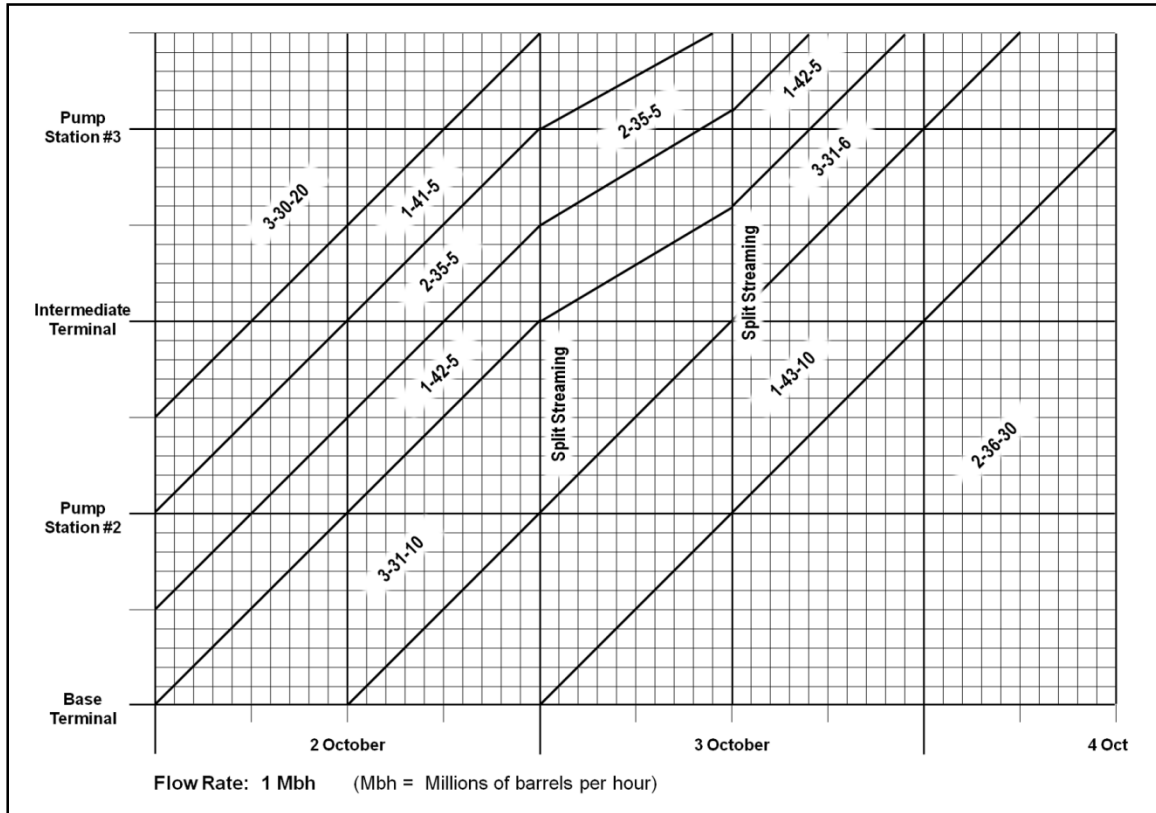 1-42-5
2-35-5
Pump
Station #3
3-31-6
3-30-20
1-41-5
2-35-5
Split Streaming
Intermediate
Terminal
1-42-5
1-43-10
Split Streaming
2-36-30
Pump
Station #2
3-31-10
Base
Terminal
2 October
3 October
4 Oct
Flow Rate: 1 Mbh (Mbh = Millions of barrels per hour)